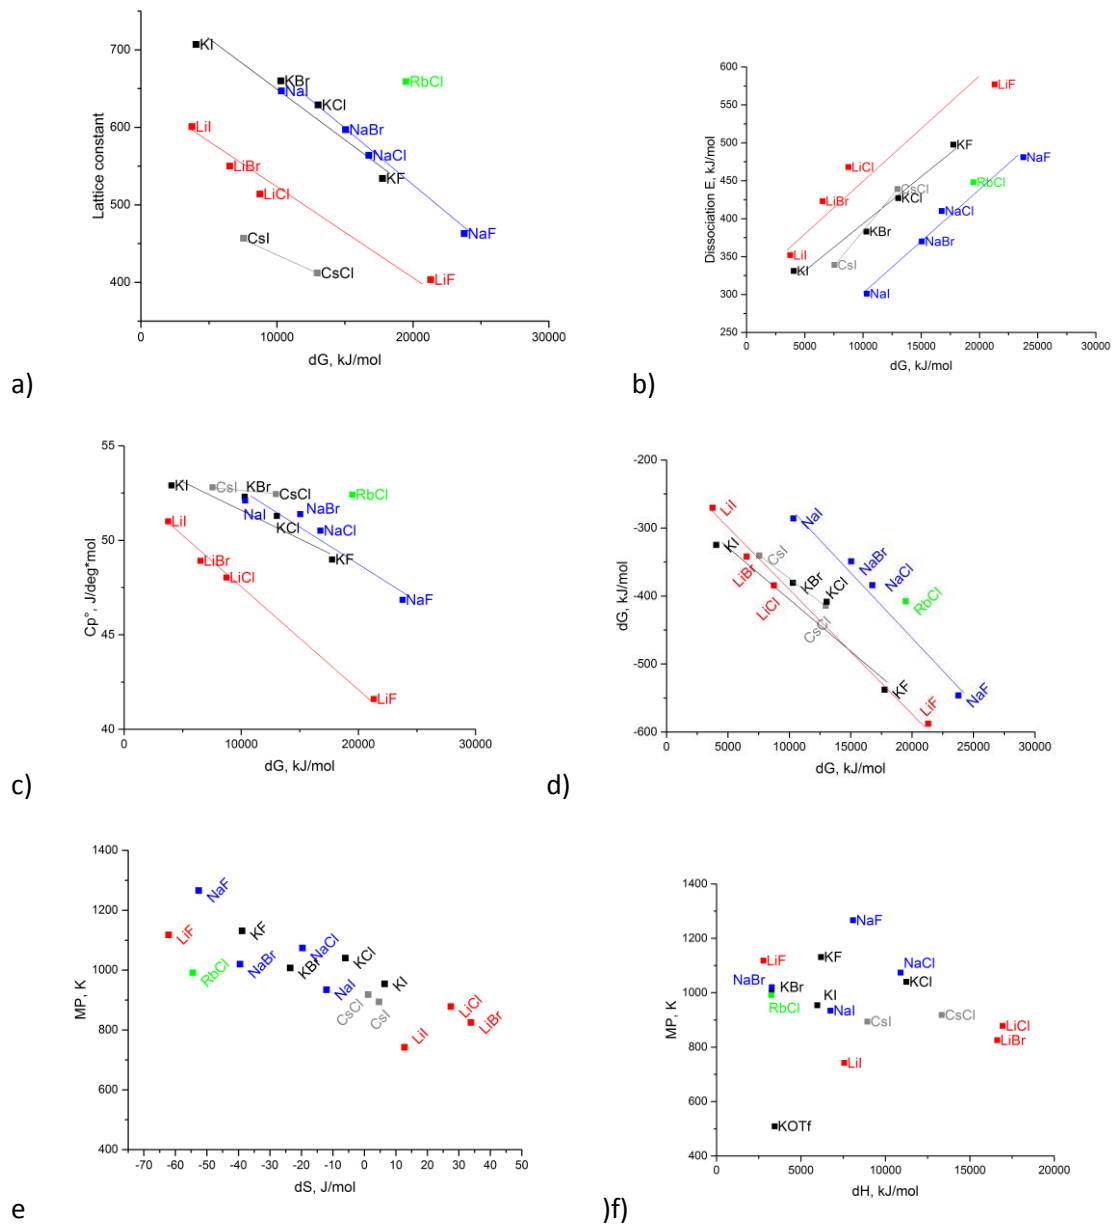 700
600
500
400
0
10000
20000
30000
Lattice constant
dG, kJ/mol
KI
KBr
NaI
KCl
RbCl
LiI
NaBr
LiBr
NaCl
LiCl
KF
NaF
CsI
CsCl
LiF
a)
600
550
500
450
400
350
300
250
0
5000
10000
15000
20000
25000
30000
Dissociation E, kJ/mol
dG, kJ/mol
LiF
KF
NaF
LiCl
RbCl
CsCl
KCl
LiBr
NaCl
KBr
NaBr
LiI
CsI
KI
NaI
b)
55
50
45
40
0
10000
20000
30000
Cp°, J/deg*mol
dG, kJ/mol
KI
CsI
KBr
CsCl
RbCl
NaI
NaBr
LiI
KCl
NaCl
LiBr
KF
LiCl
NaF
LiF
c)
-200
-300
-400
-500
-600
0
5000
10000
15000
20000
25000
30000
dG, kJ/mol
dG, kJ/mol
LiI
NaI
KI
CsI
NaBr
LiBr
KBr
KCl
NaCl
LiCl
CsCl
RbCl
KF
LiF
NaF
d)
1400
1200
1000
800
600
400
-70
-60
-50
-40
-30
-20
-10
0
10
20
30
40
50
MP, K
dS, J/mol
NaF
LiF
KF
RbCl
NaBr
KBr
NaCl
KCl
NaI
KI
CsCl
CsI
LiI
LiCl
LiBr
e
1400
1200
1000
800
600
400
0
5000
10000
15000
20000
MP, K
dH, kJ/mol
NaF
LiF
KF
NaCl
NaBr
KBr
KCl
RbCl
KI
NaI
CsI
CsCl
LiCl
LiBr
LiI
KOTf
)f)